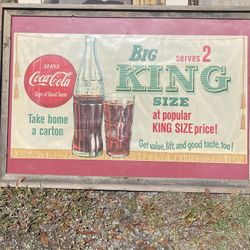 SERVE
Coca-Cola
Sign of Good Taste
Take home
a carton
BIG
serves 2
KING
SIZE
at popular
KING SIZE price!
Get value, lift, and good taste, too!